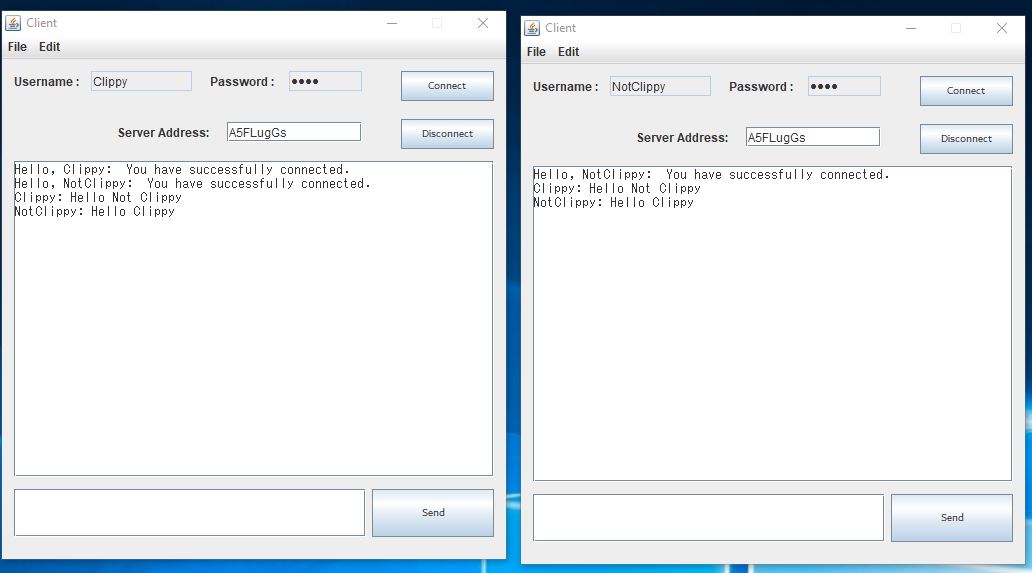 Client
File Edit
Username : Clippy Password : ●●●● Connect
Server Address: A5FLugGs Disconnect
Hello, Clippy:  You have successfully connected.
Hello, NotClippy:  You have successfully connected.
Clippy: Hello Not Clippy
NotClippy: Hello Clippy
Send
Client
File Edit
Username : NotClippy Password : ●●●● Connect
Server Address: A5FLugGs Disconnect
Hello, NotClippy:  You have successfully connected.
Clippy: Hello Not Clippy
NotClippy: Hello Clippy
Send